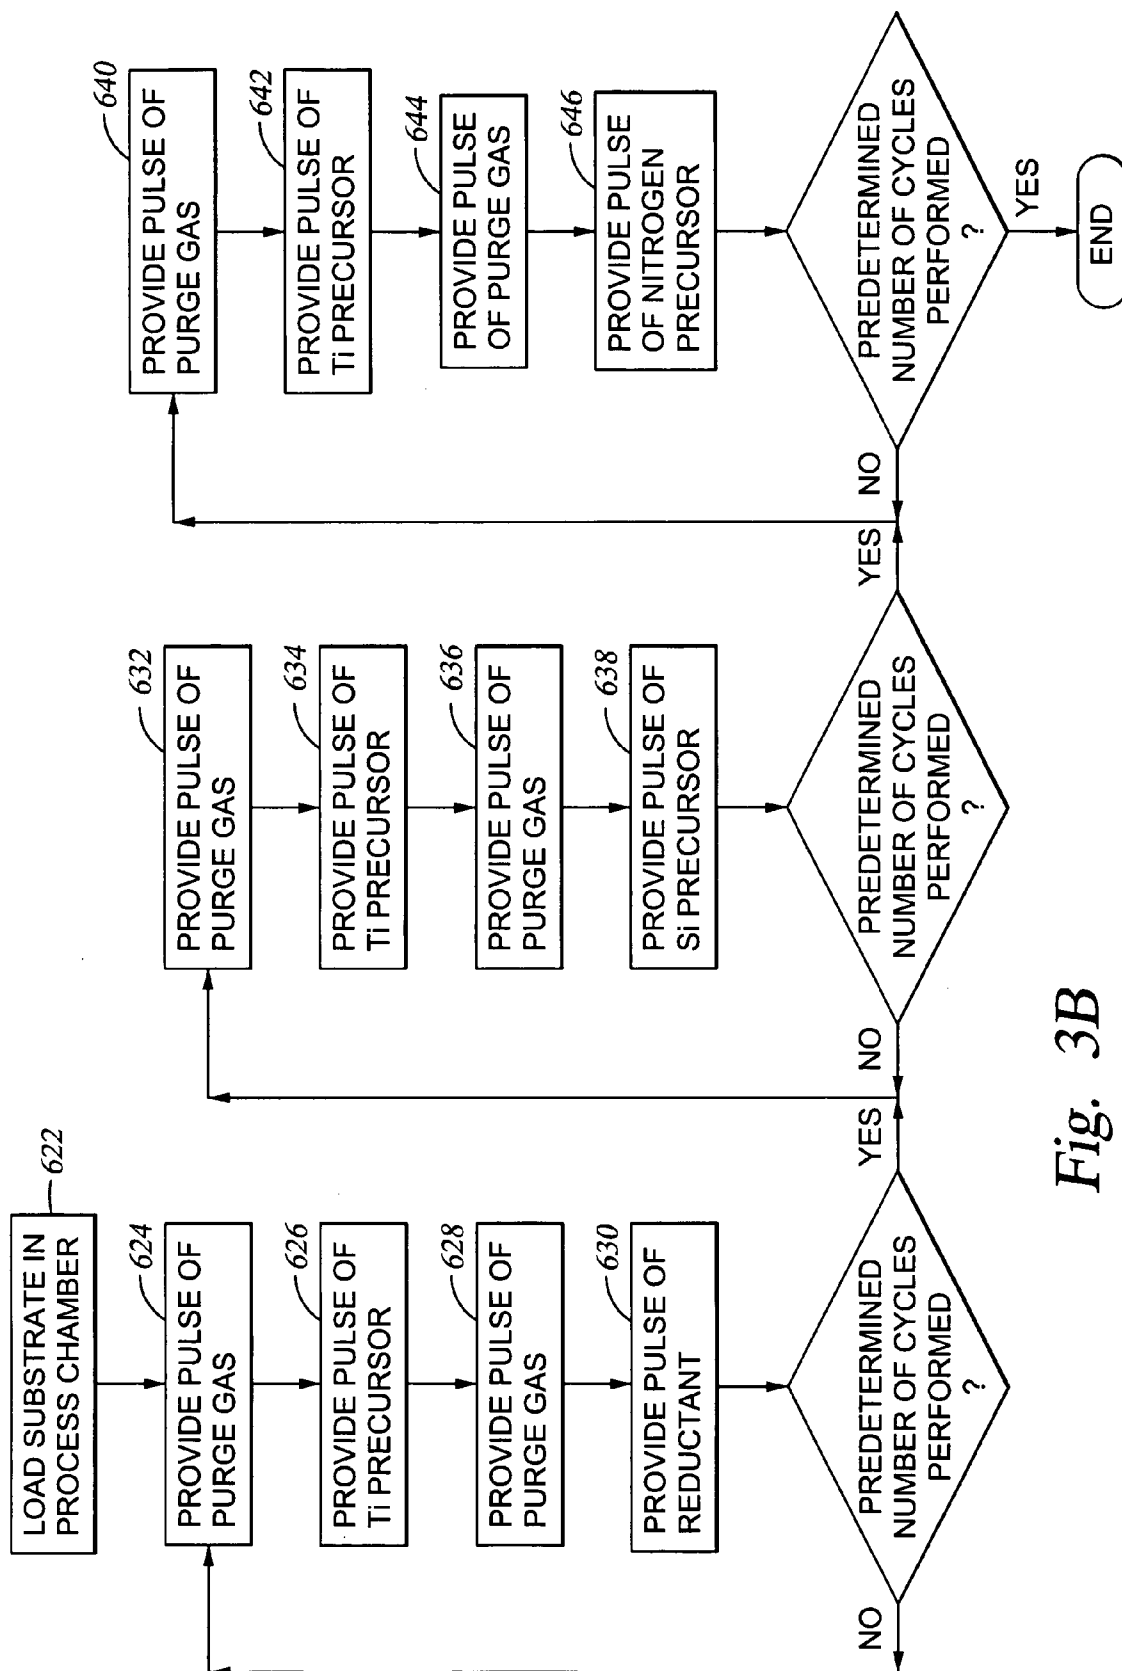 LOAD SUBSTRATE IN
PROCESS CHAMBER
622
PROVIDE PULSE OF
PURGE GAS
624
PROVIDE PULSE OF
Ti PRECURSOR
626
PROVIDE PULSE OF
PURGE GAS
628
PROVIDE PULSE OF
REDUCTANT
630
PREDETERMINED
NUMBER OF CYCLES
PERFORMED
?
NO
YES
PROVIDE PULSE OF
PURGE GAS
632
PROVIDE PULSE OF
Ti PRECURSOR
634
PROVIDE PULSE OF
PURGE GAS
636
PROVIDE PULSE OF
Si PRECURSOR
638
PREDETERMINED
NUMBER OF CYCLES
PERFORMED
?
NO
YES
PROVIDE PULSE OF
PURGE GAS
640
PROVIDE PULSE OF
Ti PRECURSOR
642
PROVIDE PULSE
OF PURGE GAS
644
PROVIDE PULSE
OF NITROGEN
PRECURSOR
646
PREDETERMINED
NUMBER OF CYCLES
PERFORMED
?
NO
YES
END
Fig. 3B